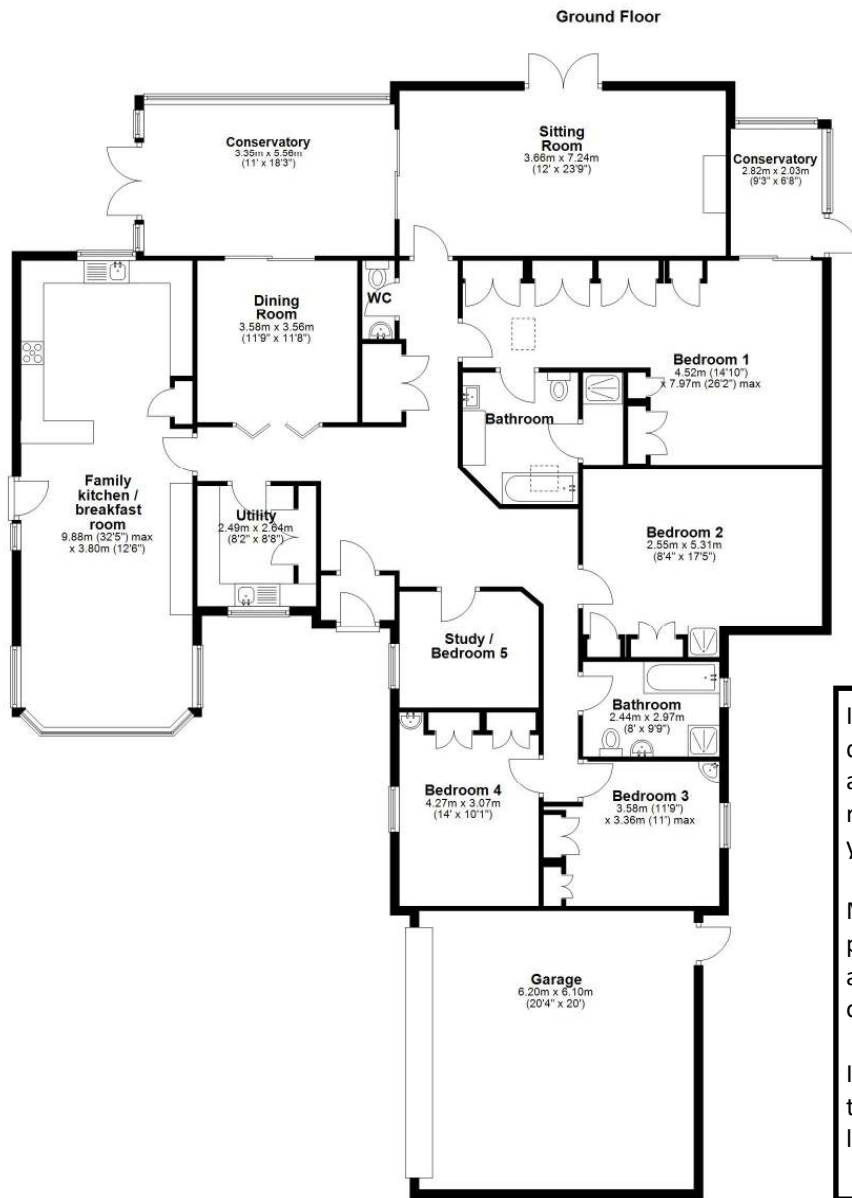 Ground Floor
Conservatory
3.35m x 5.56m
(11' x 18'3")
Sitting
Room
3.66m x 7.24m
(12' x 23'9")
Conservatory
2.82m x 2.03m
(9'3" x 6'8")
Dining
Room
3.58m x 3.56m
(11'9" x 11'8")
WC
Bedroom 1
4.52m (14'10")
x 7.97m (26'2") max
Bathroom
Family
kitchen /
breakfast
room
9.88m (32'5") max
x 3.80m (12'6")
Utility
2.49m x 2.64m
(8'2" x 8'8")
Bedroom 2
2.55m x 5.31m
(8'4" x 17'5")
Study /
Bedroom 5
Bathroom
2.44m x 2.97m
(8' x 9'9")
Bedroom 4
4.27m x 3.07m
(14' x 10'1")
Bedroom 3
3.58m (11'9")
x 3.36m (11') max
Garage
6.20m x 6.10m
(20'4" x 20')